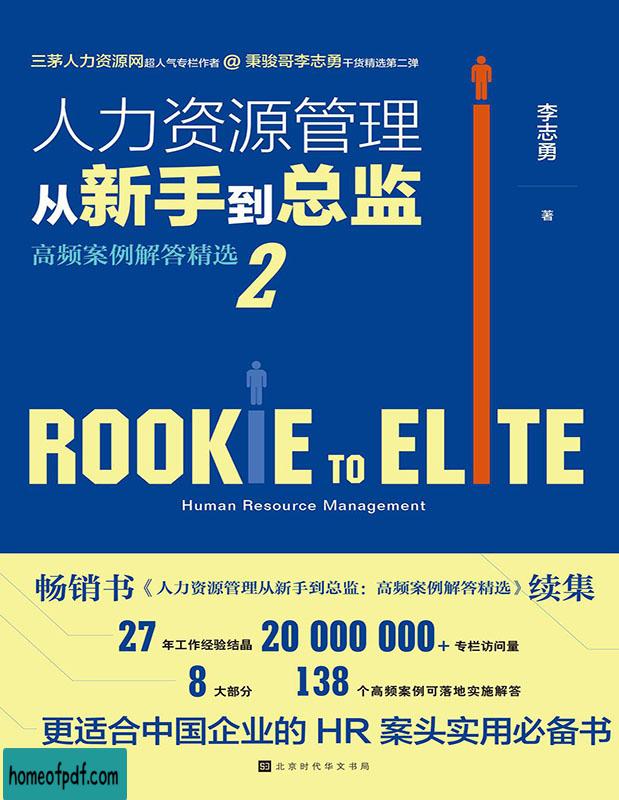 三茅人力资源网超人气专栏作者@秉骏哥李志勇干货精选第二弹
人力资源管理
从新手到总监
高频案例解答精选
2
李志勇
著
ROOKIE TO ELITE
Human Resource Management
畅销书《人力资源管理从新手到总监：高频案例解答精选》续集
27年工作经验结晶 20 000 000+专栏访问量
8大部分 138个高频案例可落地实施解答
更适合中国企业的HR案头实用必备书
北京时代华文书局
homeofpdf.com